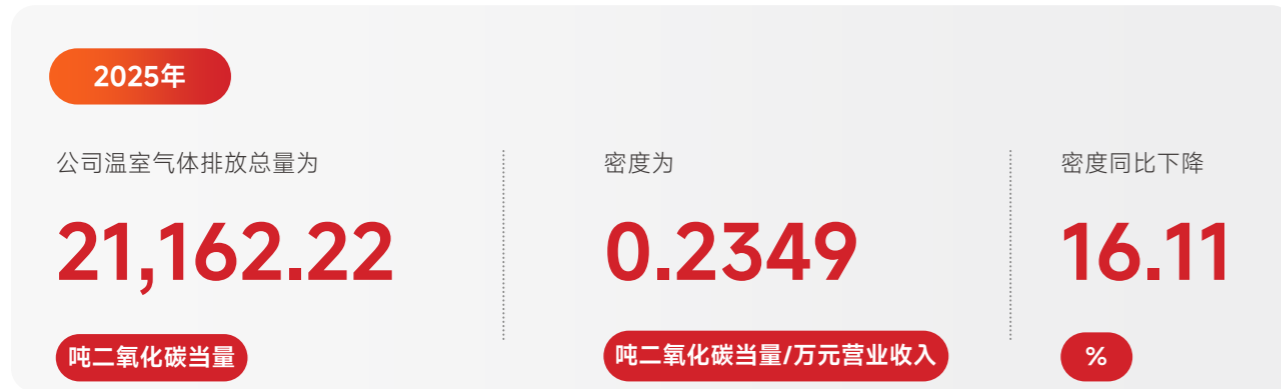 2025年
公司温室气体排放总量为
21,162.22
吨二氧化碳当量
密度为
0.2349
吨二氧化碳当量/万元营业收入
密度同比下降
16.11
%